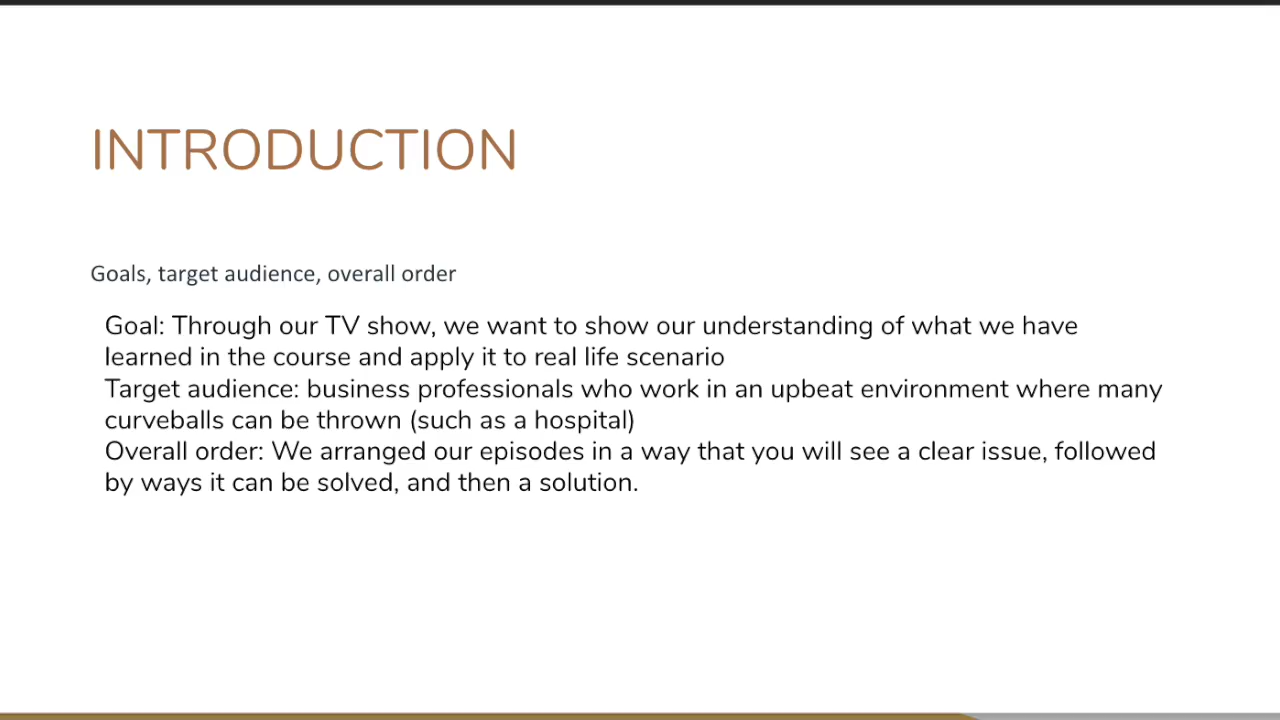 INTRODUCTION
Goals, target audience, overall order
Goal: Through our TV show, we want to show our understanding of what we have
learned in the course and apply it to real life scenario
Target audience: business professionals who work in an upbeat environment where many
curveballs can be thrown (such as a hospital)
Overall order: We arranged our episodes in a way that you will see a clear issue, followed
by ways it can be solved, and then a solution.